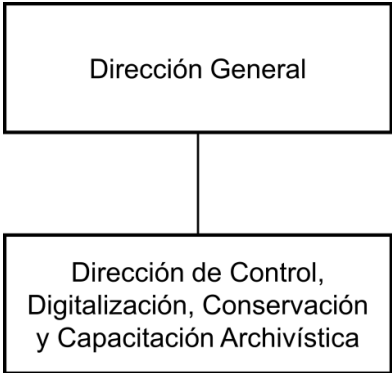 Dirección General
Dirección de Control,
Digitalización, Conservación
y Capacitación Archivística